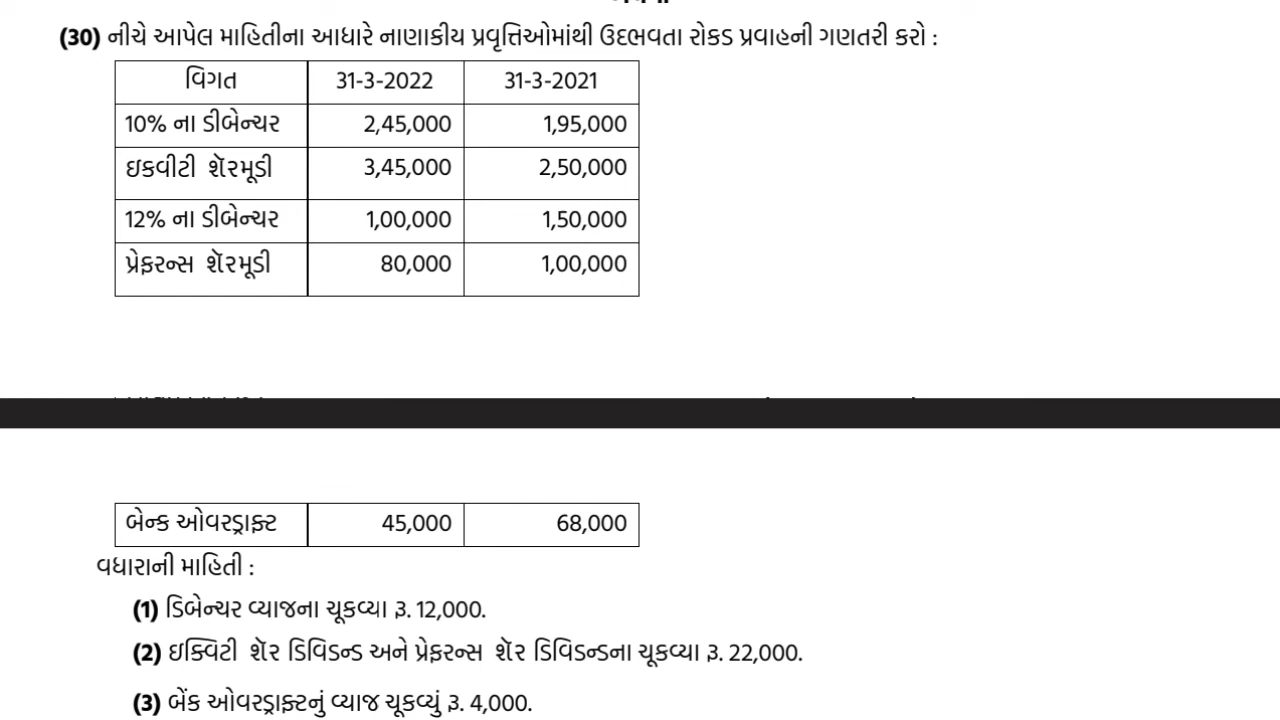 (30) નીચે આપેલ માહિતીના આધારે નાણાકીય પ્રવૃત્તિઓમાંથી ઉદભવતા રોકડ પ્રવાહની ગણતરી કરો :
વિગત 31-3-2022 31-3-2021
10% ના ડીબેન્ચર 2,45,000 1,95,000
ઇકવીટી શૅરમૂડી 3,45,000 2,50,000
12% ના ડીબેન્ચર 1,00,000 1,50,000
પ્રેફરન્સ શૅરમૂડી 80,000 1,00,000
બેન્ક ઓવરડ્રાફ્ટ 45,000 68,000
વધારાની માહિતી :
(1) ડિબેન્ચર વ્યાજના ચૂકવ્યા રૂ. 12,000.
(2) ઇક્વિટી શૅર ડિવિડન્ડ અને પ્રેફરન્સ શૅર ડિવિડન્ડના ચૂકવ્યા રૂ. 22,000.
(3) બેંક ઓવરડ્રાફ્ટનું વ્યાજ ચૂકવ્યું રૂ. 4,000.